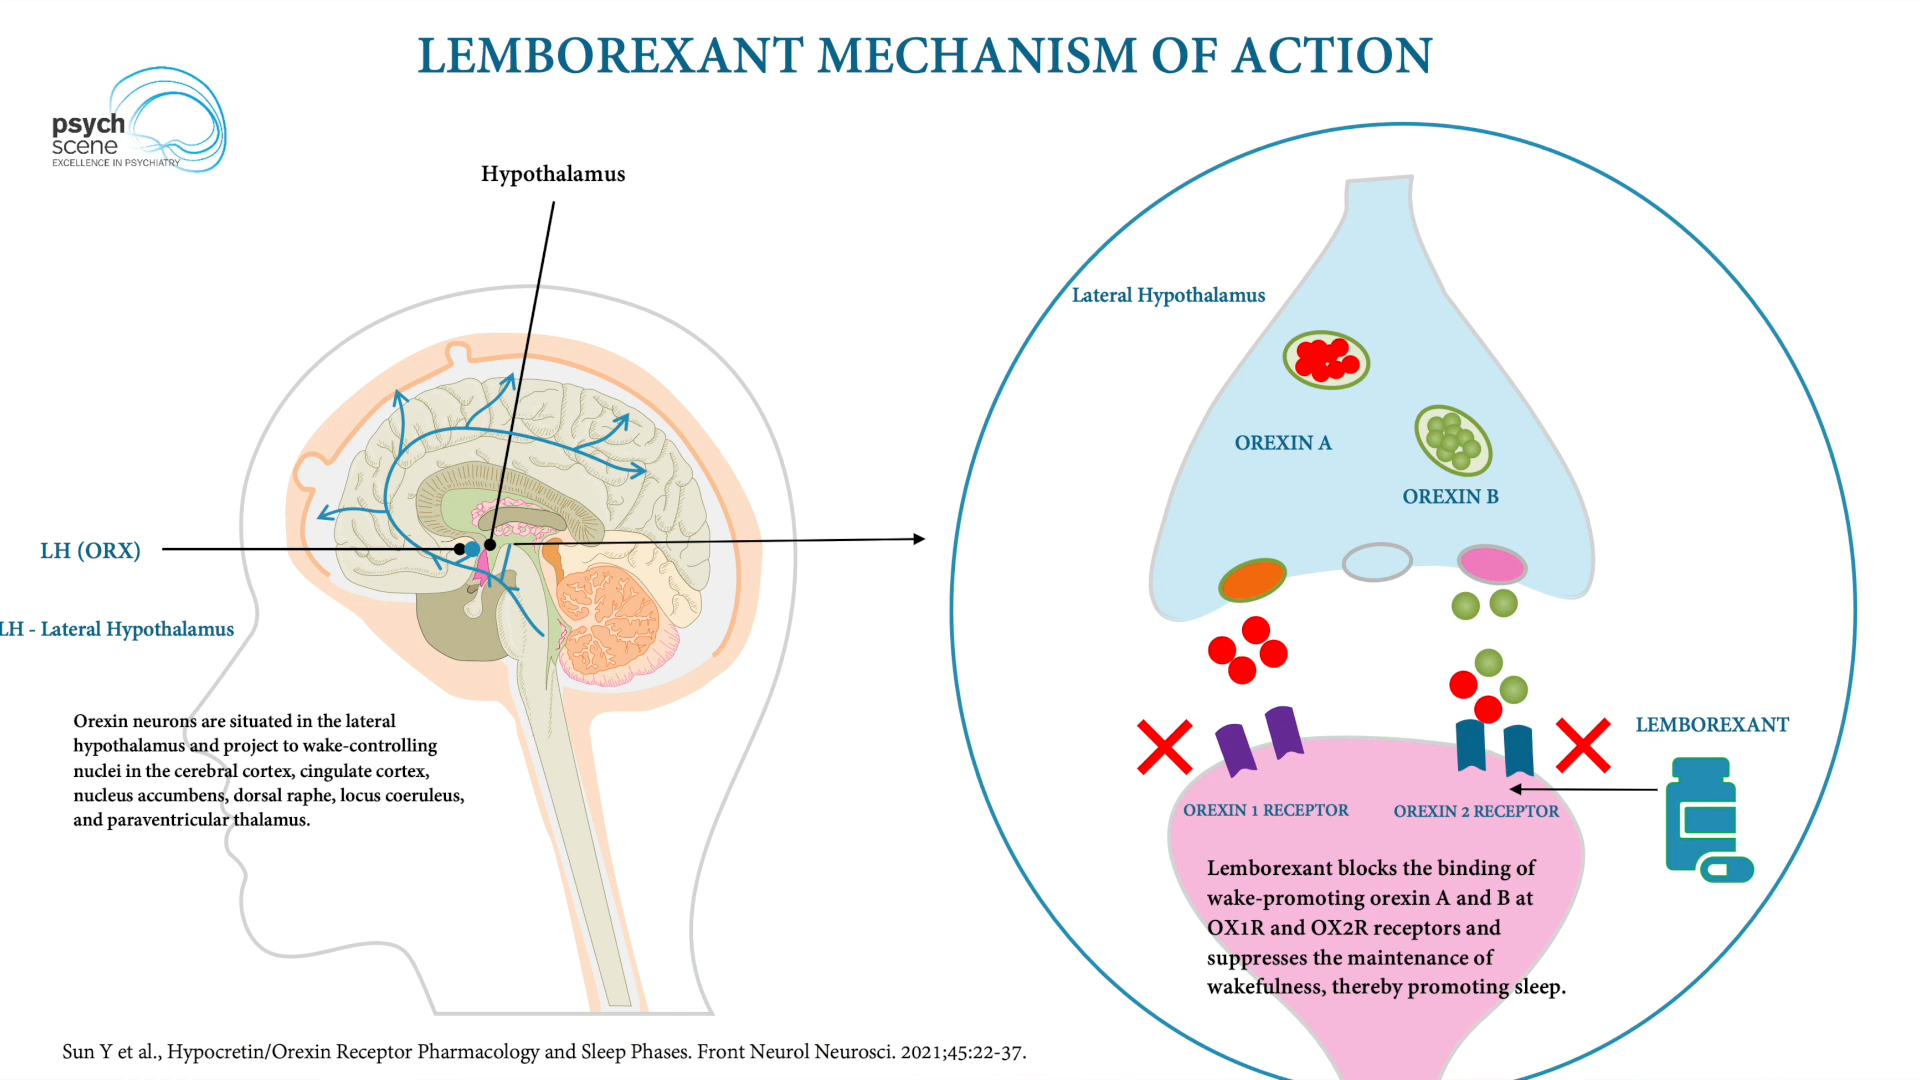 LEMBOREXANT MECHANISM OF ACTION
psych
scene
EXCELLENCE IN PSYCHIATRY
Hypothalamus
LH (ORX)
LH - Lateral Hypothalamus
Orexin neurons are situated in the lateral
hypothalamus and project to wake-controlling
nuclei in the cerebral cortex, cingulate cortex,
nucleus accumbens, dorsal raphe, locus coeruleus,
and paraventricular thalamus.
Lateral Hypothalamus
OREXIN A
OREXIN B
LEMBOREXANT
OREXIN 1 RECEPTOR
OREXIN 2 RECEPTOR
Lemborexant blocks the binding of
wake-promoting orexin A and B at
OX1R and OX2R receptors and
suppresses the maintenance of
wakefulness, thereby promoting sleep.
Sun Y et al., Hypocretin/Orexin Receptor Pharmacology and Sleep Phases. Front Neurol Neurosci. 2021;45:22-37.